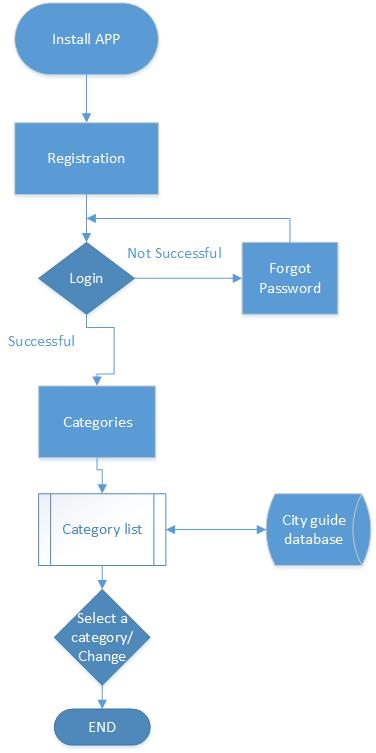 Install APP
Registration
Login
Not Successful
Forgot
Password
Successful
Categories
Category list
City guide
database
Select a
category/
Change
END